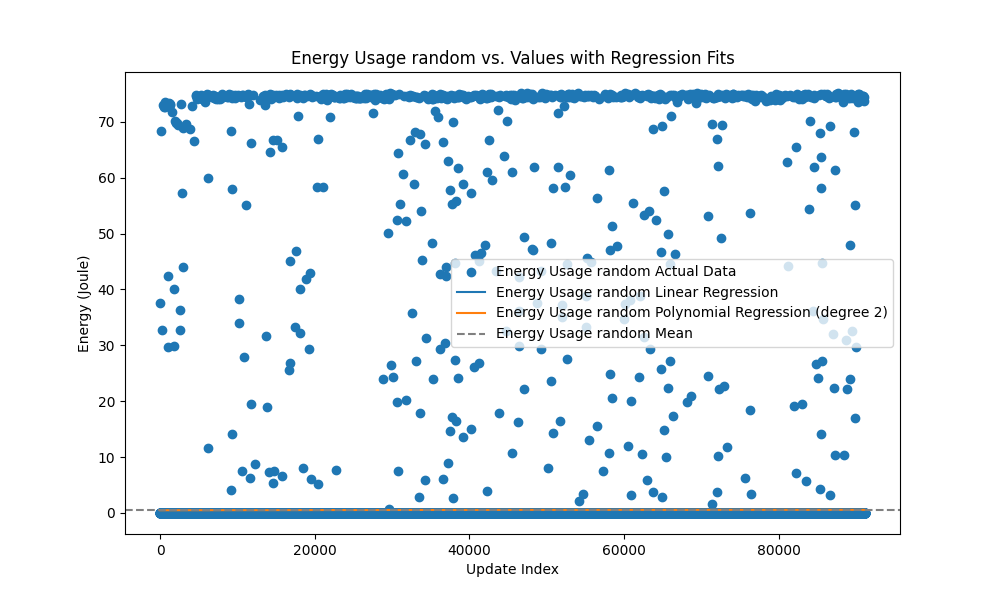 Energy Usage random vs. Values with Regression Fits
Energy (Joule)
70
60
50
40
30
20
10
0
Energy Usage random Actual Data
Energy Usage random Linear Regression
Energy Usage random Polynomial Regression (degree 2)
Energy Usage random Mean
0 20000 40000 60000 80000
Update Index